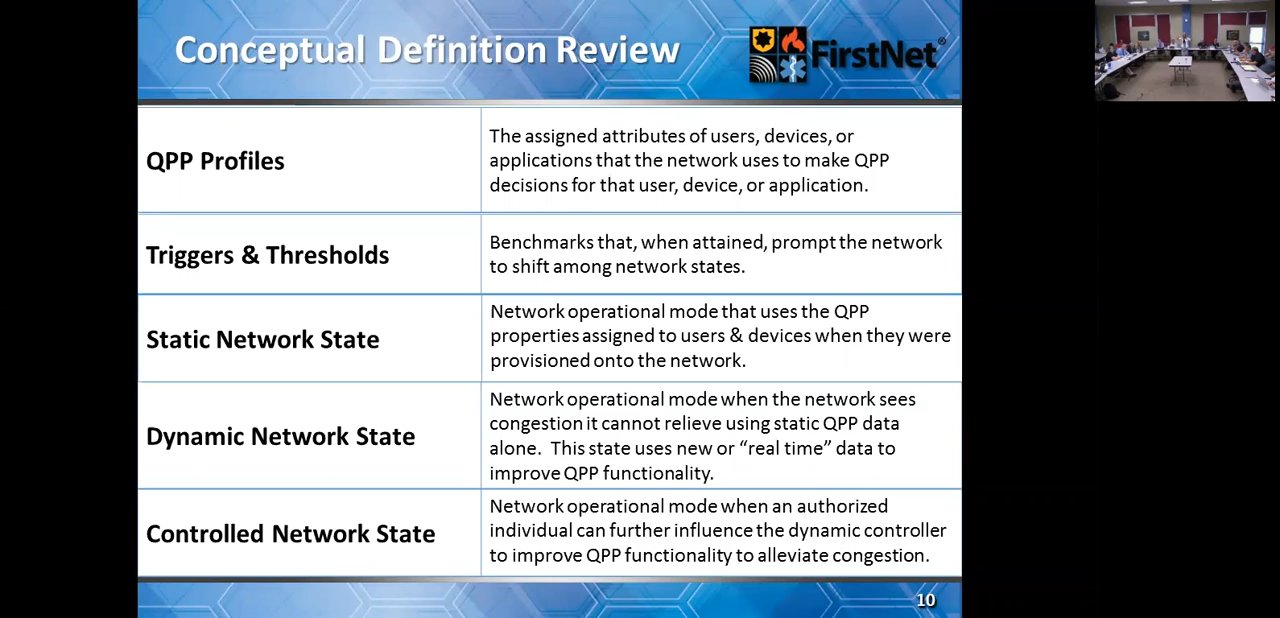 Conceptual Definition Review
FirstNet®
QPP Profiles
The assigned attributes of users, devices, or
applications that the network uses to make QPP
decisions for that user, device, or application.
Triggers & Thresholds
Benchmarks that, when attained, prompt the network
to shift among network states.
Static Network State
Network operational mode that uses the QPP
properties assigned to users & devices when they were
provisioned onto the network.
Dynamic Network State
Network operational mode when the network sees
congestion it cannot relieve using static QPP data
alone.  This state uses new or “real time” data to
improve QPP functionality.
Controlled Network State
Network operational mode when an authorized
individual can further influence the dynamic controller
to improve QPP functionality to alleviate congestion.
10